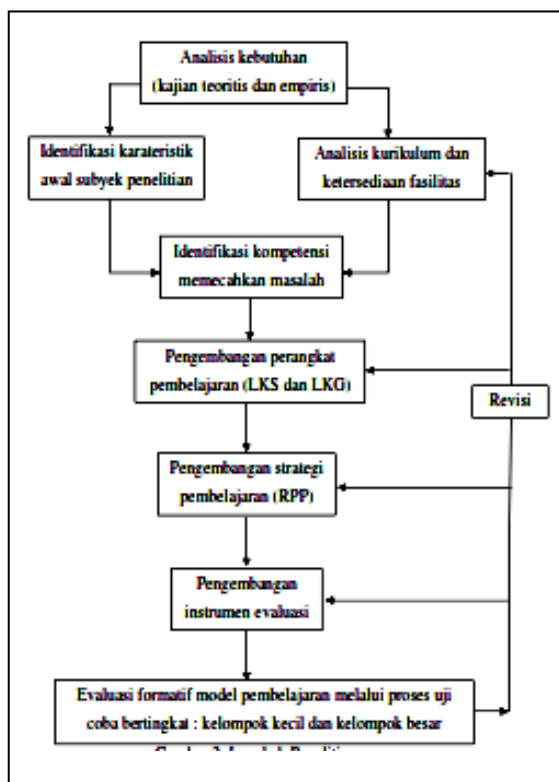 Analisis kebutuhan
(kajian teoritis dan empiris)
Identifikasi karateristik
awal subyek penelitian
Analisis kurikulum dan
ketersediaan fasilitas
Identifikasi kompetensi
memecahkan masalah
Pengembangan perangkat
pembelajaran (LKS dan LKG)
Revisi
Pengembangan strategi
pembelajaran (RPP)
Pengembangan
instrumen evaluasi
Evaluasi formatif model pembelajaran melalui proses uji
coba bertingkat : kelompok kecil dan kelompok besar